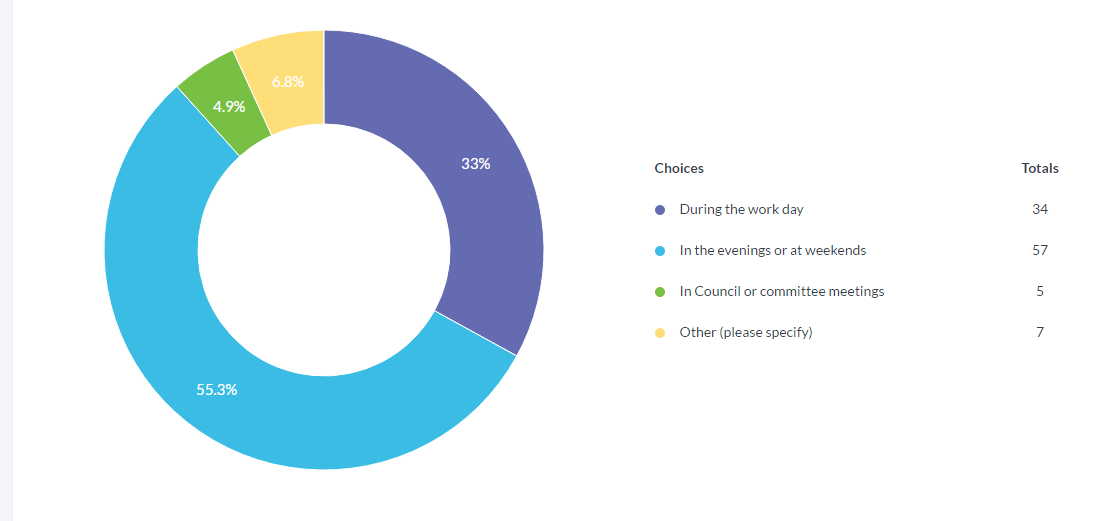 6.8%
4.9%
33%
55.3%
Choices Totals
During the work day 34
In the evenings or at weekends 57
In Council or committee meetings 5
Other (please specify) 7